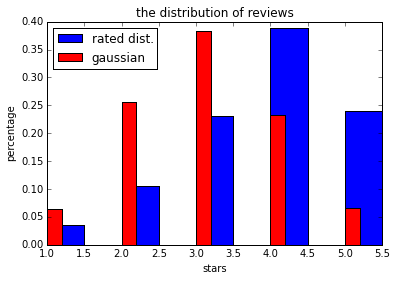 the distribution of reviews
rated dist.
gaussian
percentage
0.40
0.35
0.30
0.25
0.20
0.15
0.10
0.05
0.00
1.0 1.5 2.0 2.5 3.0 3.5 4.0 4.5 5.0 5.5
stars